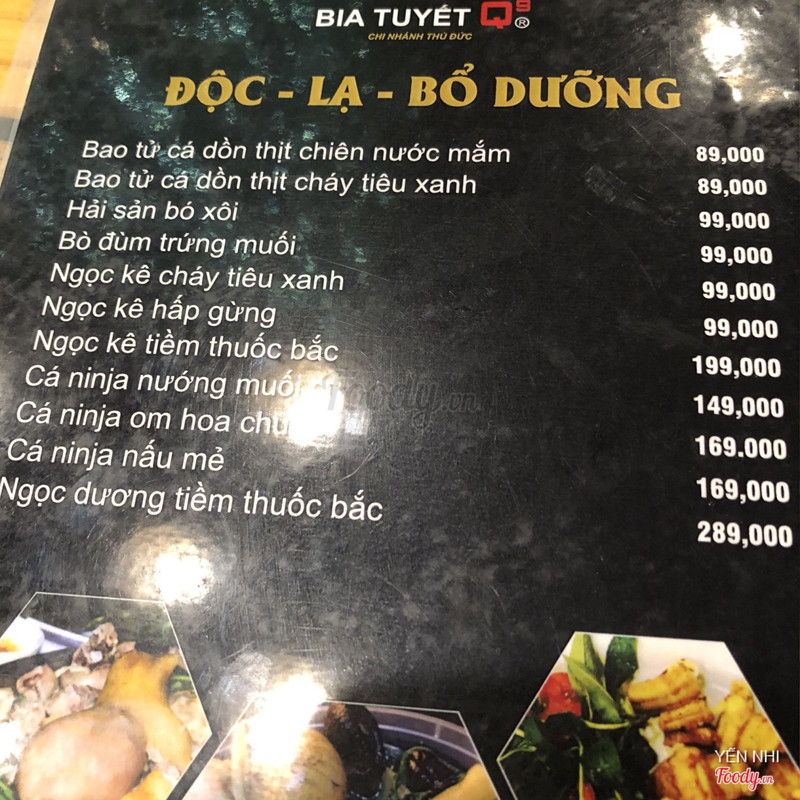 BIA TUYẾT Q9 ®
CHI NHÁNH THỦ ĐỨC
ĐỘC - LẠ - BỔ DƯỠNG
Bao tử cá dồn thịt chiên nước mắm 89,000
Bao tử cá dồn thịt cháy tiêu xanh 89,000
Hải sản bó xôi 99,000
Bò đùm trứng muối 99,000
Ngọc kê cháy tiêu xanh 99,000
Ngọc kê hấp gừng 99,000
Ngọc kê tiềm thuốc bắc 199,000
Cá ninja nướng muối 149,000
Cá ninja om hoa 169.000
Cá ninja nấu mẻ 169,000
Ngọc dương tiềm thuốc bắc 289,000
Foody.vn
YẾN NHI
Foody.vn